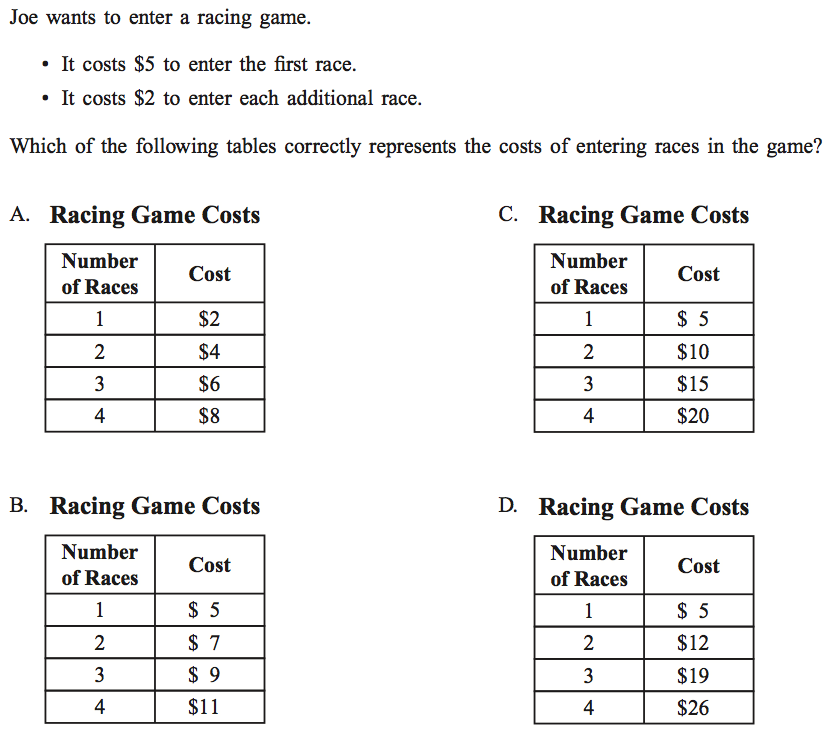 Joe wants to enter a racing game.
• It costs $5 to enter the first race.
• It costs $2 to enter each additional race.
Which of the following tables correctly represents the costs of entering races in the game?
A. Racing Game Costs
Number of Races Cost
1 $2
2 $4
3 $6
4 $8
B. Racing Game Costs
Number of Races Cost
1 $ 5
2 $ 7
3 $ 9
4 $11
C. Racing Game Costs
Number of Races Cost
1 $ 5
2 $10
3 $15
4 $20
D. Racing Game Costs
Number of Races Cost
1 $ 5
2 $12
3 $19
4 $26